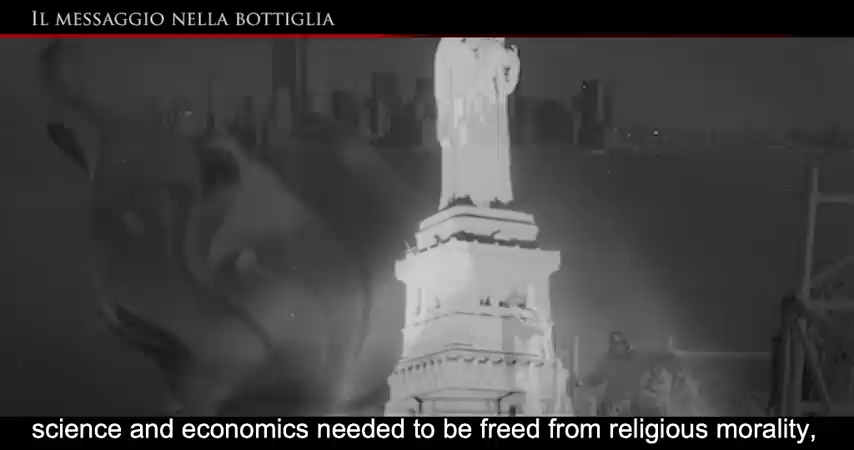 IL MESSAGGIO NELLA BOTTIGLIA
science and economics needed to be freed from religious morality,